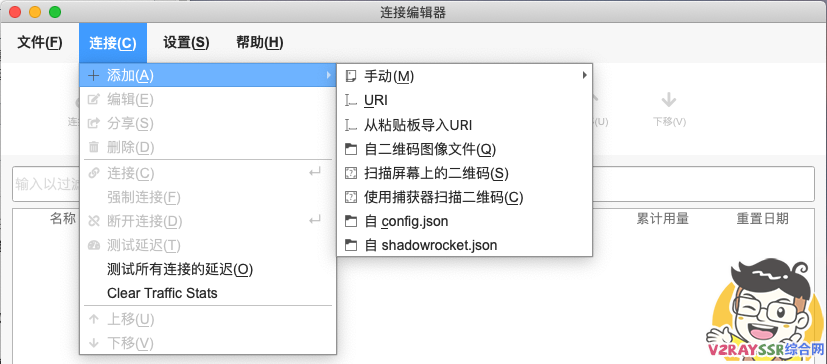 连接编辑器
文件(F) 连接(C) 设置(S) 帮助(H)
添加(A)
编辑(E)
分享(S)
删除(D)
连接(C)
强制连接(F)
断开连接(D)
测试延迟(T)
测试所有连接的延迟(O)
Clear Traffic Stats
上移(U)
下移(V)
手动(M)
URI
从粘贴板导入URI
自二维码图像文件(Q)
扫描屏幕上的二维码(S)
使用捕获器扫描二维码(C)
自 config.json
自 shadowrocket.json
(U) 下移(V)
输入以过滤
名称 累计用量 重置日期
V2RAYSSR综合网